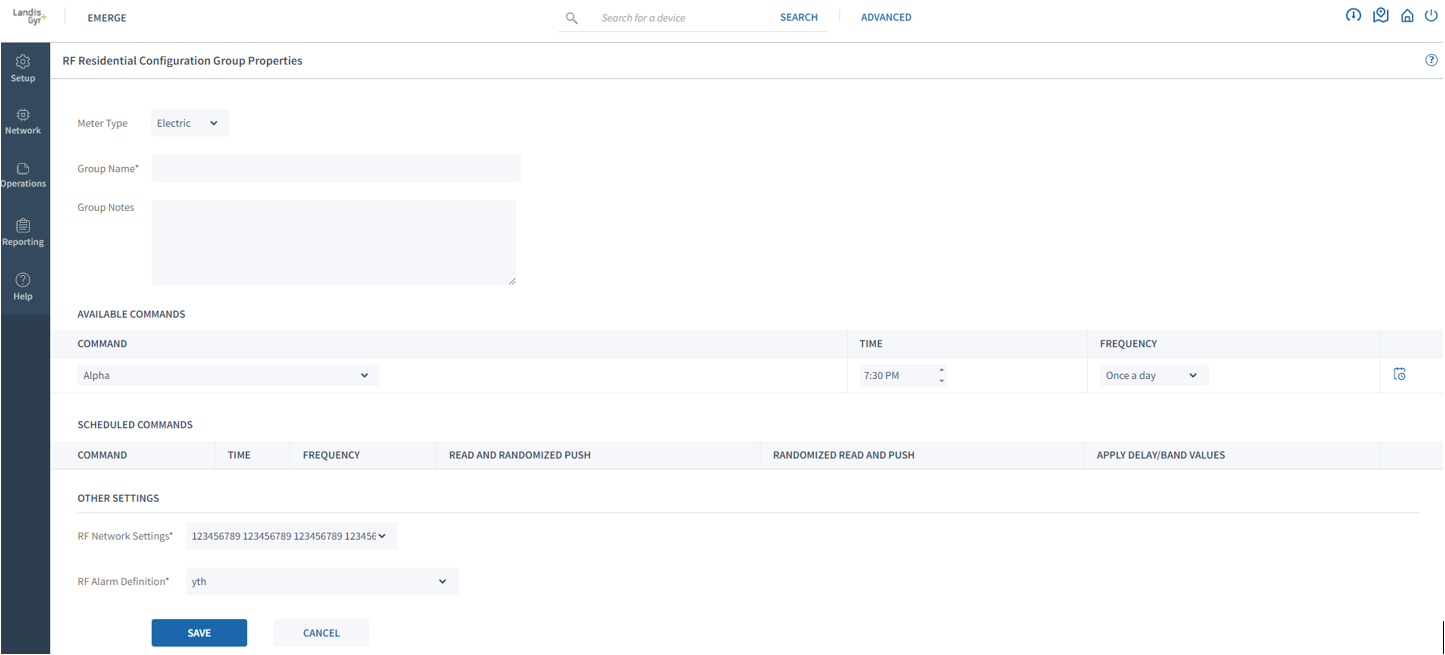 Landis
Gyr+
EMERGE
Search for a device
SEARCH
ADVANCED
Setup
Network
Operations
Reporting
Help
RF Residential Configuration Group Properties
?
Meter Type
Electric
Group Name*
Group Notes
AVAILABLE COMMANDS
COMMAND TIME FREQUENCY
Alpha 7:30 PM Once a day
SCHEDULED COMMANDS
COMMAND TIME FREQUENCY READ AND RANDOMIZED PUSH RANDOMIZED READ AND PUSH APPLY DELAY/BAND VALUES
OTHER SETTINGS
RF Network Settings* 123456789 123456789 123456789 123456
RF Alarm Definition* yth
SAVE CANCEL